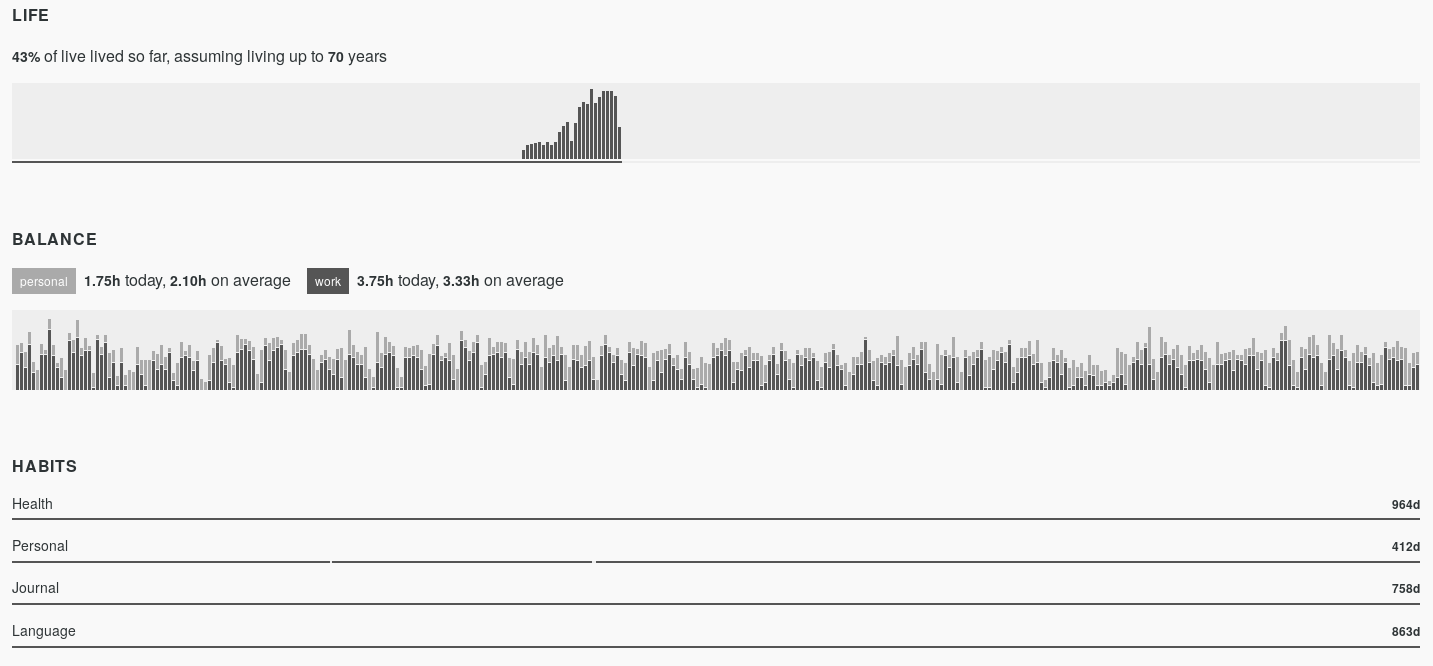 LIFE
43% of live lived so far, assuming living up to 70 years
BALANCE
personal 1.75h today, 2.10h on average work 3.75h today, 3.33h on average
HABITS
Health 964d
Personal 412d
Journal 758d
Language 863d